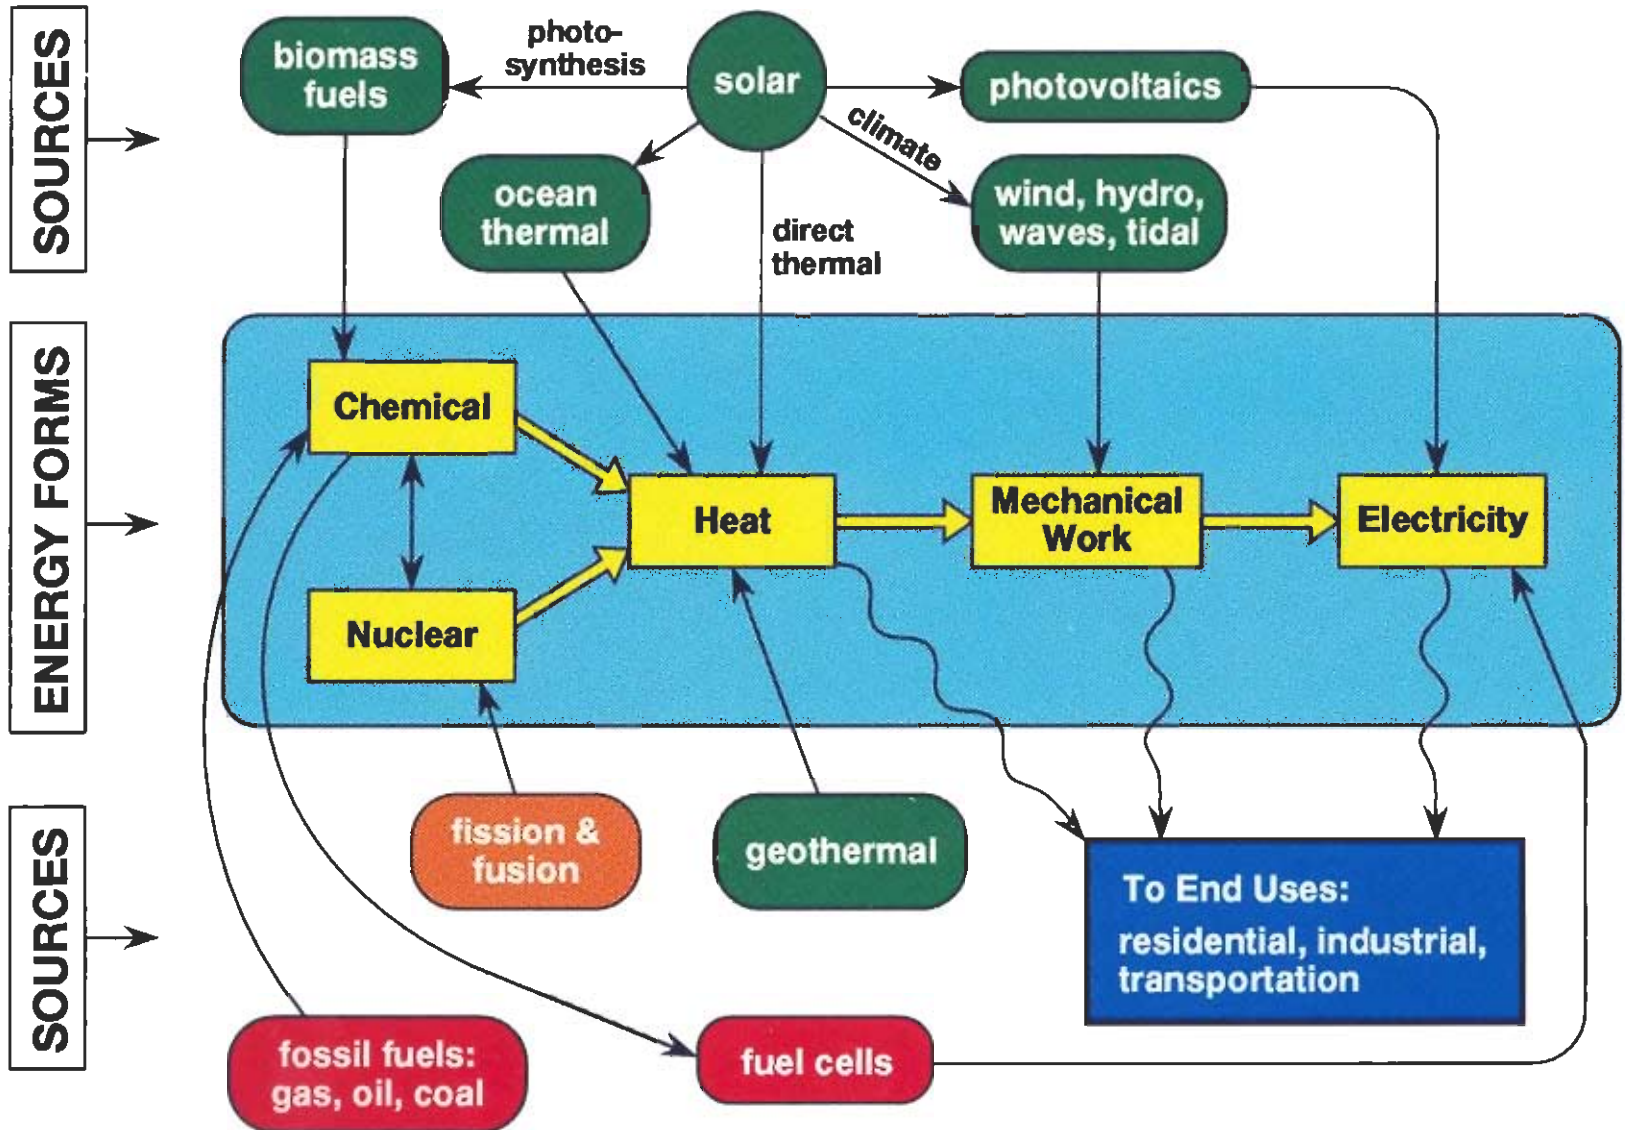 SOURCES
biomass
fuels
photo-
synthesis
solar
photovoltaics
climate
ocean
thermal
direct
thermal
wind, hydro,
waves, tidal
ENERGY FORMS
Chemical
Heat
Mechanical
Work
Electricity
Nuclear
SOURCES
fission &
fusion
geothermal
To End Uses:
residential, industrial,
transportation
fossil fuels:
gas, oil, coal
fuel cells